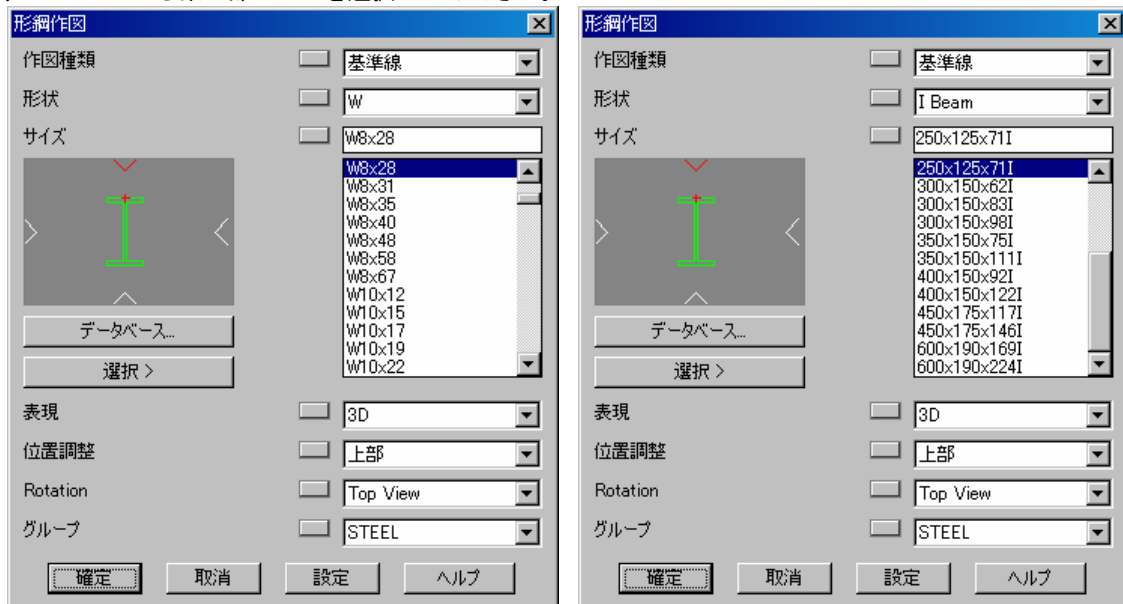 形鋼作図
作図種類
基準線
形状
W
サイズ
W8x28
W8x28
W8x31
W8x35
W8x40
W8x48
W8x58
W8x67
W10x12
W10x15
W10x17
W10x19
W10x22
データベース...
選択 >
表現
3D
位置調整
上部
Rotation
Top View
グループ
STEEL
確定
取消
設定
ヘルプ
形鋼作図
作図種類
基準線
形状
I Beam
サイズ
250x125x71I
250x125x71I
300x150x62I
300x150x83I
300x150x98I
350x150x75I
350x150x111I
400x150x92I
400x150x122I
450x175x117I
450x175x146I
600x190x169I
600x190x224I
データベース...
選択 >
表現
3D
位置調整
上部
Rotation
Top View
グループ
STEEL
確定
取消
設定
ヘルプ